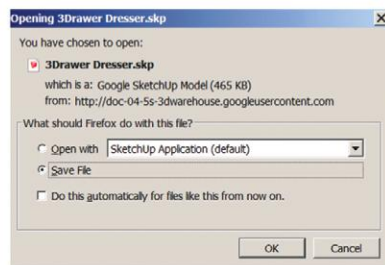 Opening 3Drawer Dresser.skp
You have chosen to open:
3Drawer Dresser.skp
which is a: Google SketchUp Model (465 KB)
from: http://doc-04-5s-3dwarehouse.googleusercontent.com
What should Firefox do with this file?
Open with SketchUp Application (default)
Save File
Do this automatically for files like this from now on.
OK Cancel